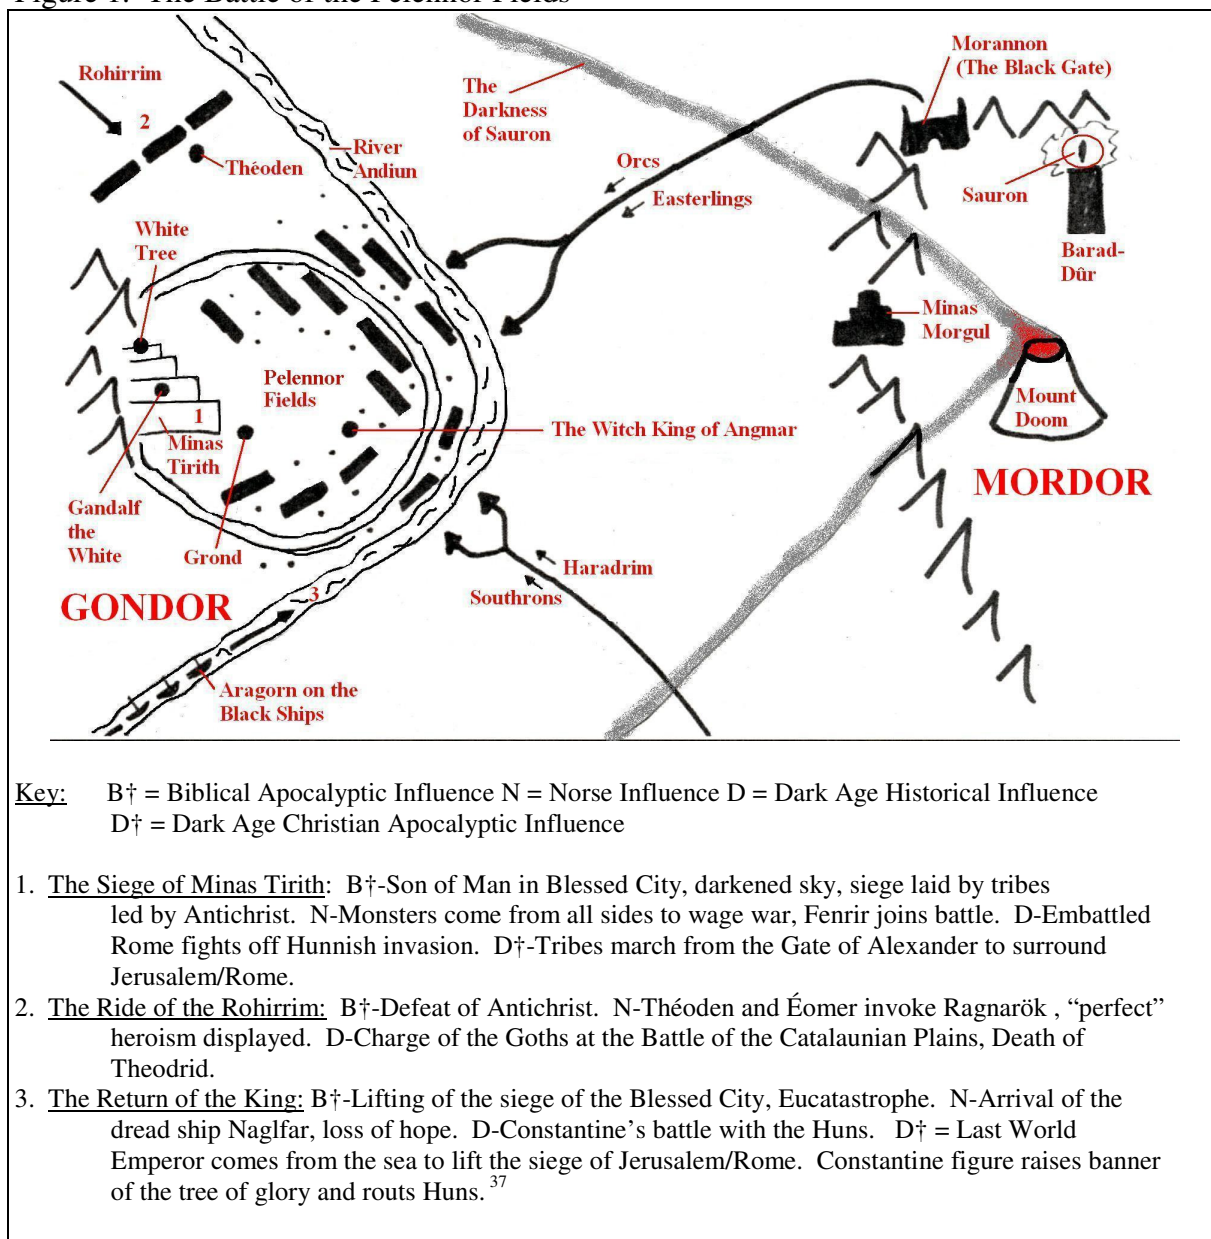 Figure 1. The Battle of the Pelennor Fields
Rohirrim
2
Théoden
River
Andiun
The
Darkness
of Sauron
Morannon
(The Black Gate)
Orcs
Easterlings
Sauron
Barad-
Dûr
White
Tree
Minas
Morgul
Pelennor
Fields
1
Minas
Tirith
The Witch King of Angmar
Mount
Doom
MORDOR
Gandalf
the
White
Grond
Haradrim
Southrons
GONDOR
3
Aragorn on the
Black Ships
Key: B† = Biblical Apocalyptic Influence N = Norse Influence D = Dark Age Historical Influence
D† = Dark Age Christian Apocalyptic Influence
1. The Siege of Minas Tirith: B†-Son of Man in Blessed City, darkened sky, siege laid by tribes
led by Antichrist. N-Monsters come from all sides to wage war, Fenrir joins battle. D-Embattled
Rome fights off Hunnish invasion. D†-Tribes march from the Gate of Alexander to surround
Jerusalem/Rome.
2. The Ride of the Rohirrim: B†-Defeat of Antichrist. N-Théoden and Éomer invoke Ragnarök , “perfect”
heroism displayed. D-Charge of the Goths at the Battle of the Catalaunian Plains, Death of
Theodrid.
3. The Return of the King: B†-Lifting of the siege of the Blessed City, Eucatastrophe. N-Arrival of the
dread ship Naglfar, loss of hope. D-Constantine’s battle with the Huns. D† = Last World
Emperor comes from the sea to lift the siege of Jerusalem/Rome. Constantine figure raises banner
of the tree of glory and routs Huns. 37